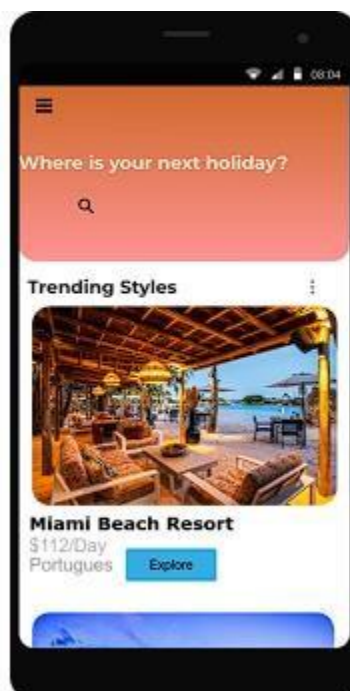 08:04
Where is your next holiday?
Trending Styles
Miami Beach Resort
$112/Day
Portugues
Explore